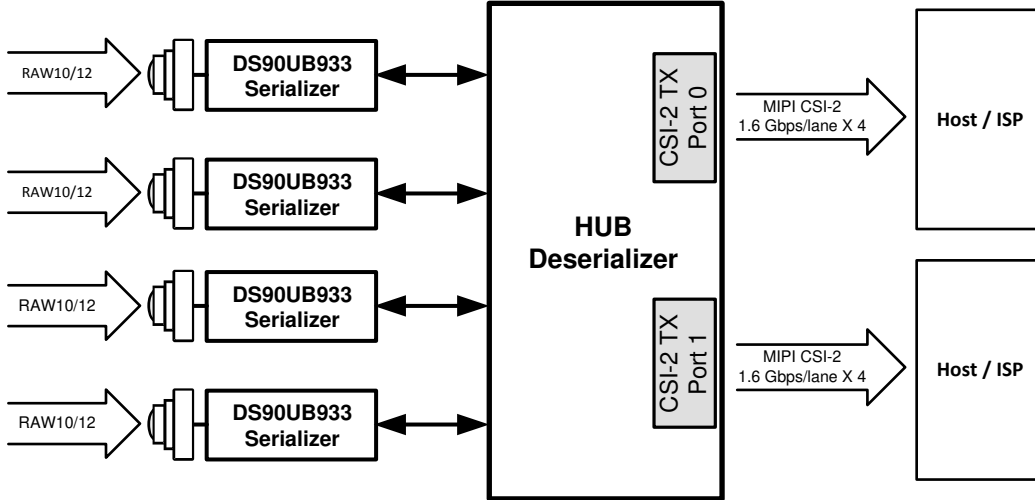 RAW10/12
DS90UB933
Serializer
RAW10/12
DS90UB933
Serializer
RAW10/12
DS90UB933
Serializer
RAW10/12
DS90UB933
Serializer
HUB
Deserializer
CSI-2 TX
Port 0
CSI-2 TX
Port 1
MIPI CSI-2
1.6 Gbps/lane X 4
Host / ISP
MIPI CSI-2
1.6 Gbps/lane X 4
Host / ISP